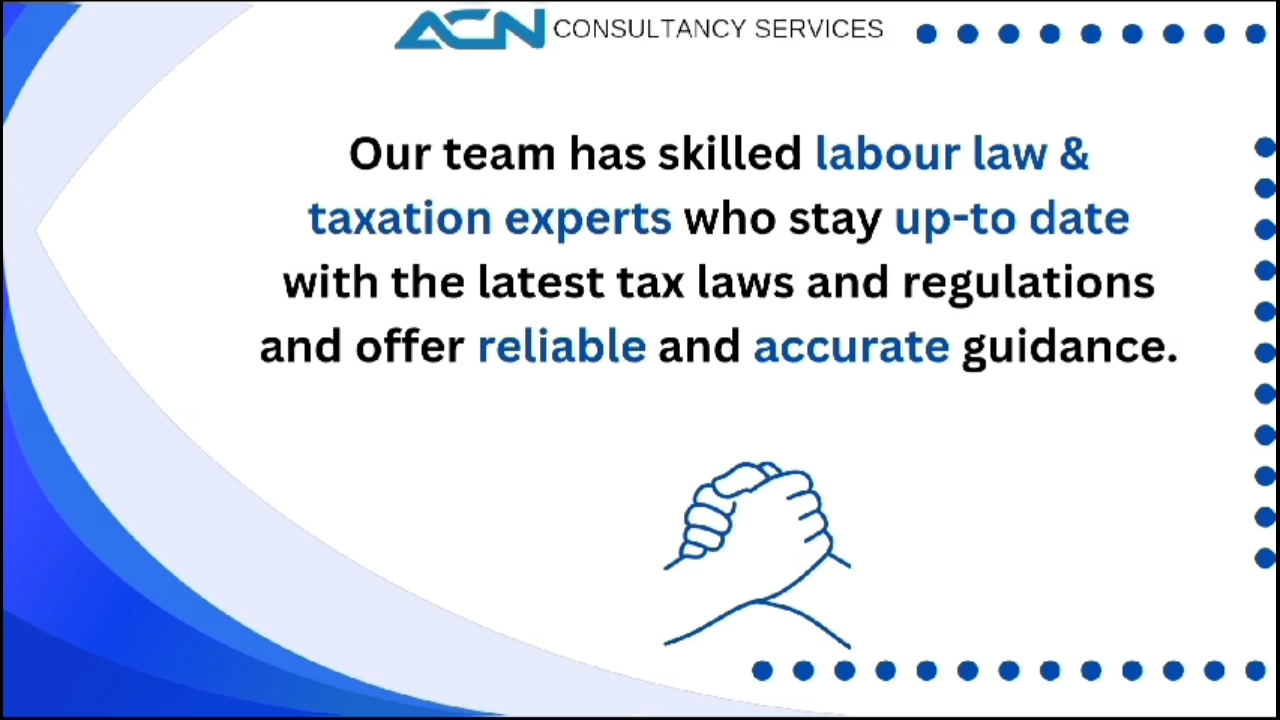 ACN CONSULTANCY SERVICES
Our team has skilled labour law &
taxation experts who stay up-to date
with the latest tax laws and regulations
and offer reliable and accurate guidance.